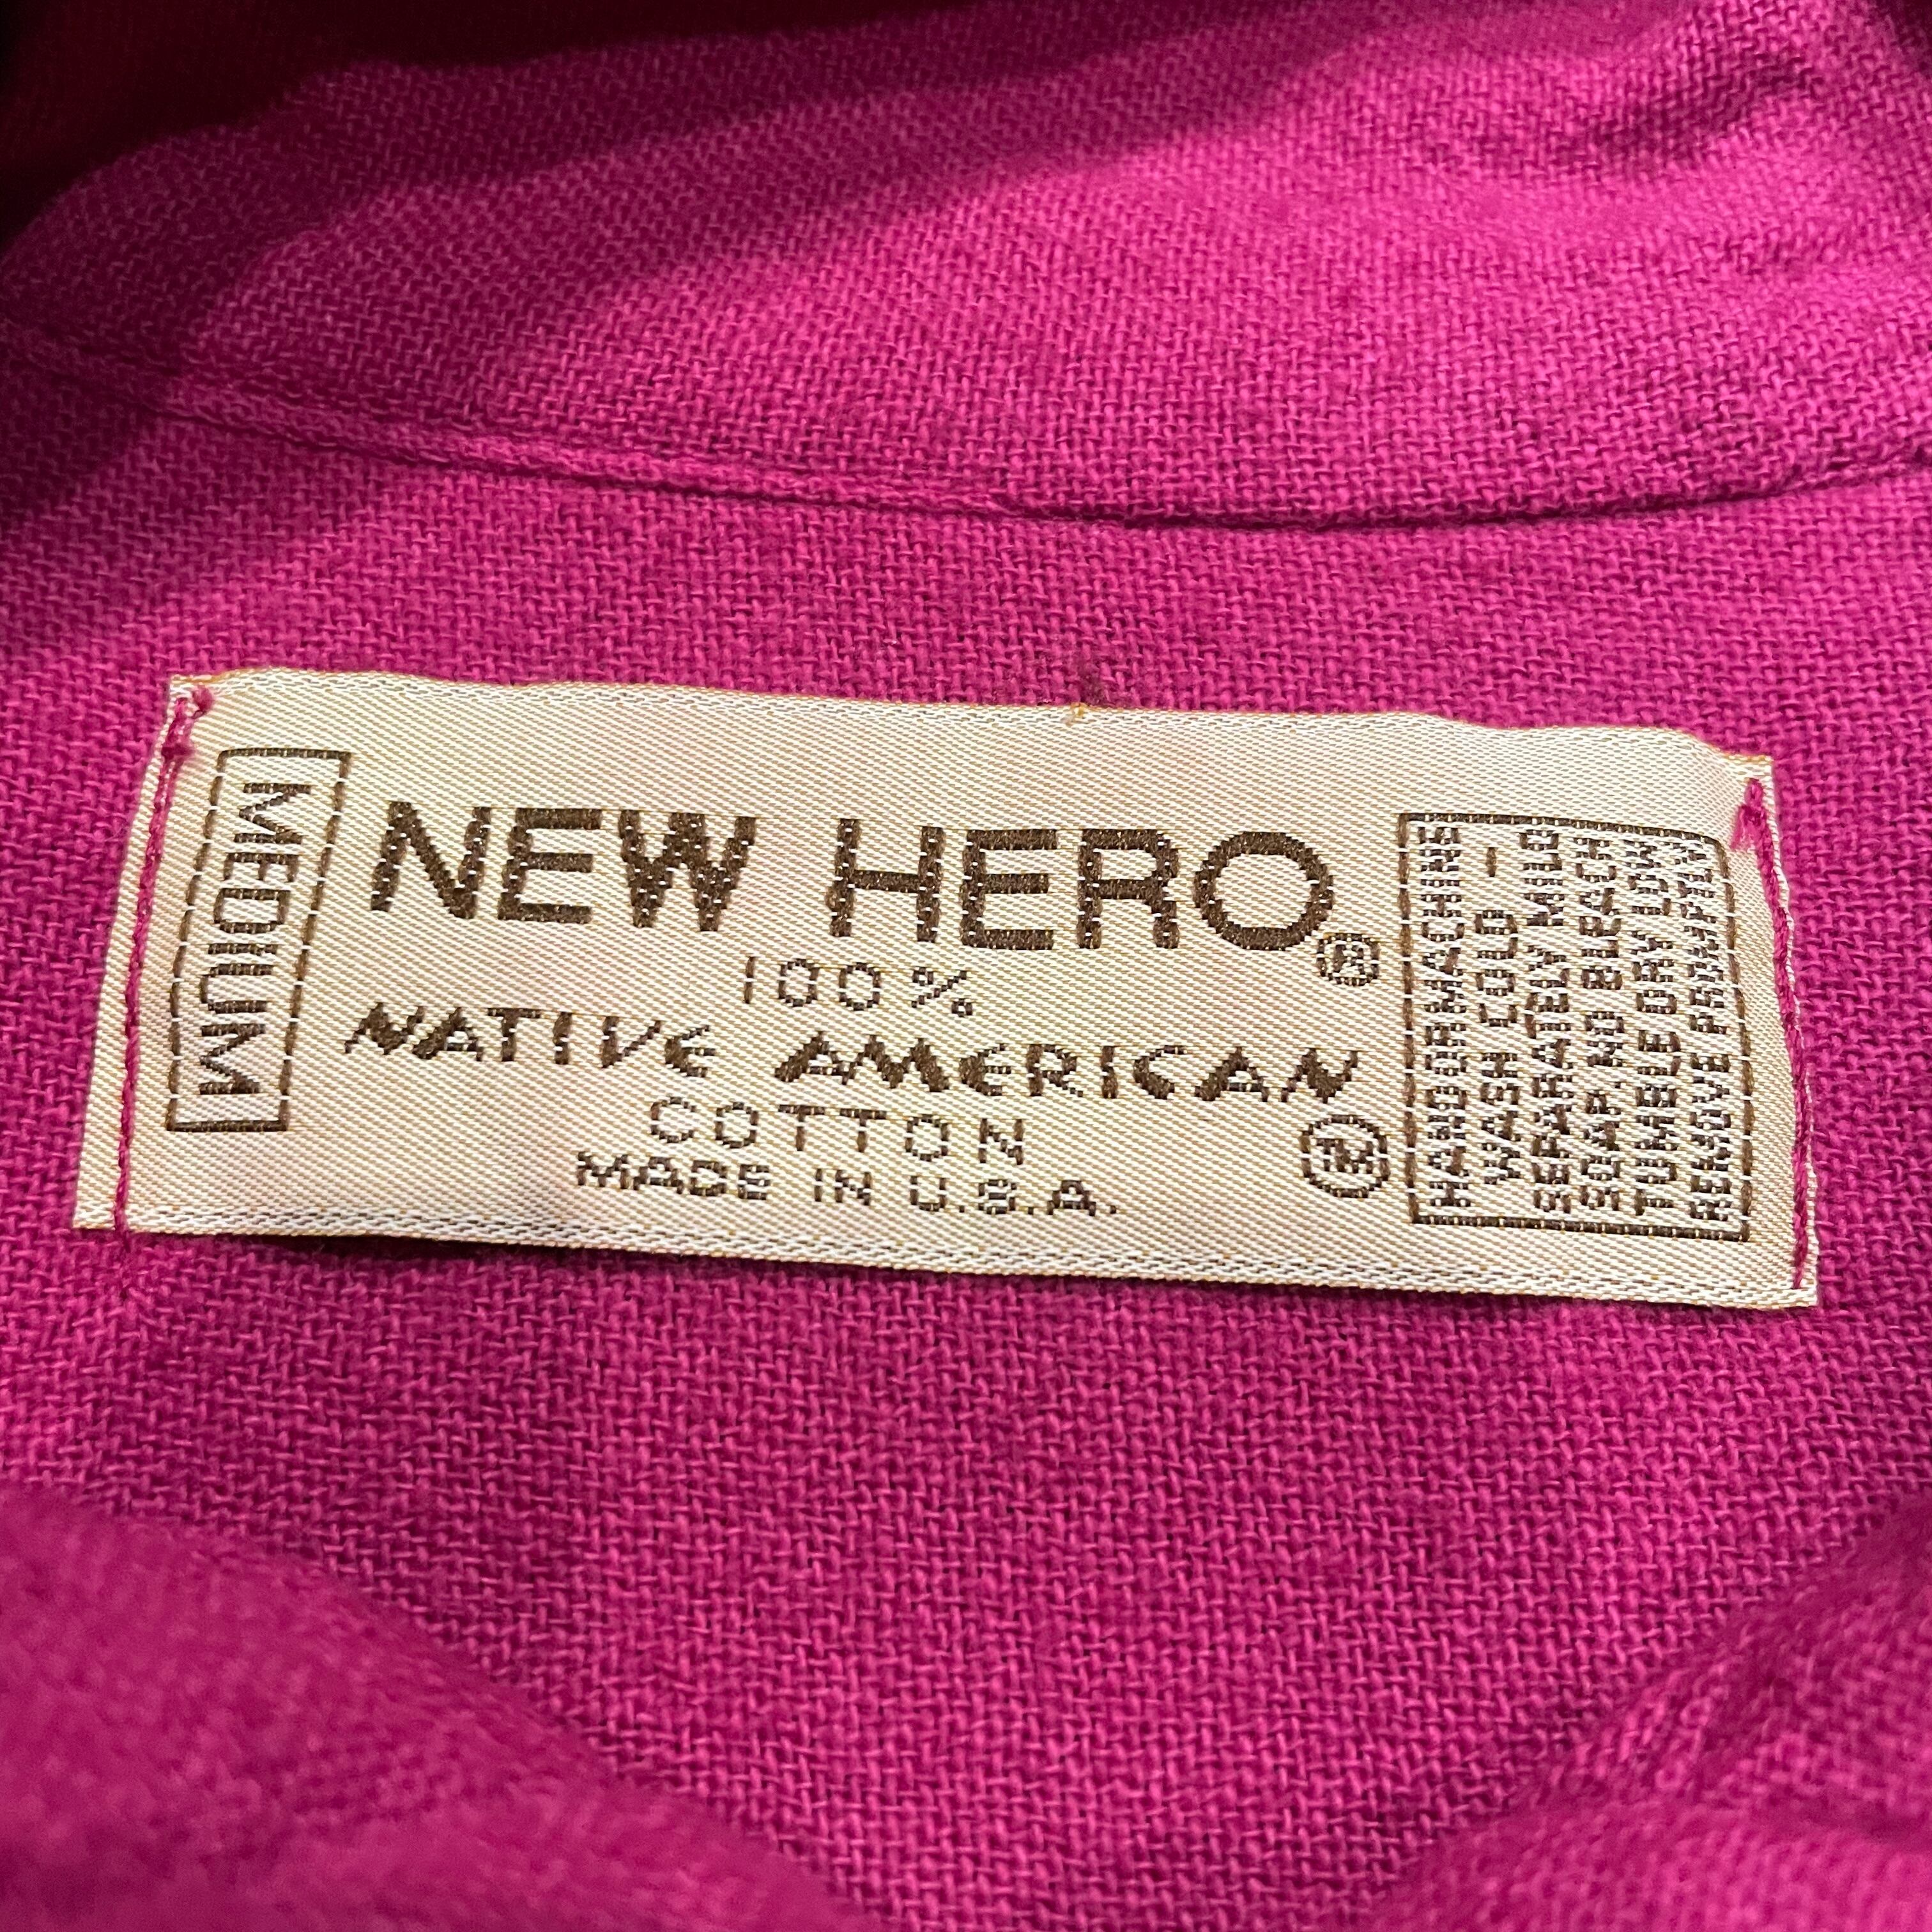 MEDIUM
NEW HERO®
100%
NATIVE AMERICAN
COTTON TM
MADE IN U.S.A.
HAND OR MACHINE
WASH COLD –
SEPARATELY MILD
SOAP, NO BLEACH
TUMBLE DRY LOW
REMOVE PROMPTLY